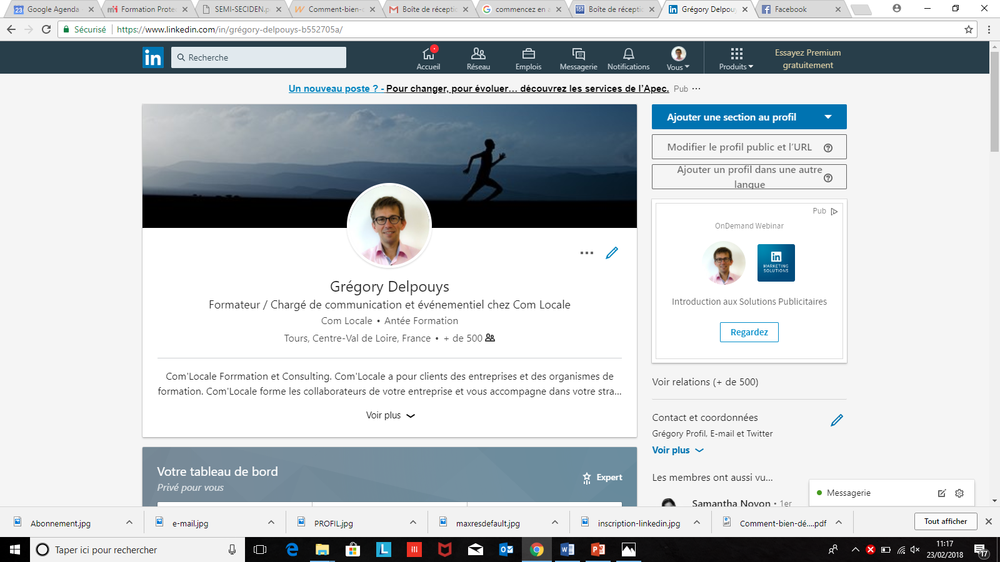 Google Agenda
Formation Prote
SEMI-SECIDEN.p
Comment-bien-
Boîte de réceptio
commencez en a
Boîte de réceptio
Grégory Delpouy
Facebook
Sécurisé
https://www.linkedin.com/in/grégory-delpouys-b552705a/
in
Recherche
Accueil
Réseau
Emplois
Messagerie
Notifications
Vous
Produits
Essayez Premium
gratuitement
Un nouveau poste ? - Pour changer, pour évoluer… découvrez les services de l’Apec.
Pub
Ajouter une section au profil
Modifier le profil public et l’URL
Ajouter un profil dans une autre
langue
Grégory Delpouys
Formateur / Chargé de communication et événementiel chez Com Locale
Com Locale • Antée Formation
Tours, Centre-Val de Loire, France • + de 500
Com'Locale Forrmation et Consulting. Com'Locale a pour clients des entreprises et des organismes de
formation. Com'Locale forme les collaborateurs de votre entreprise et vous accompagne dans votre stra...
Voir plus
Pub
OnDemand Webinar
in
MARKETING
SOLUTIONS
Introduction aux Solutions Publicitaires
Regardez
Voir relations (+ de 500)
Contact et coordonnées
Grégory Profil, E-mail et Twitter
Voir plus
Les membres ont aussi vu...
Samantha Noyon • 1er
Votre tableau de bord
Privé pour vous
Expert
Messagerie
Abonnement.jpg
e-mail.jpg
PROFIL.jpg
maxresdefault.jpg
inscription-linkedin.jpg
Comment-bien-dé....pdf
Tout afficher
Taper ici pour rechercher
11:17
23/02/2018
17